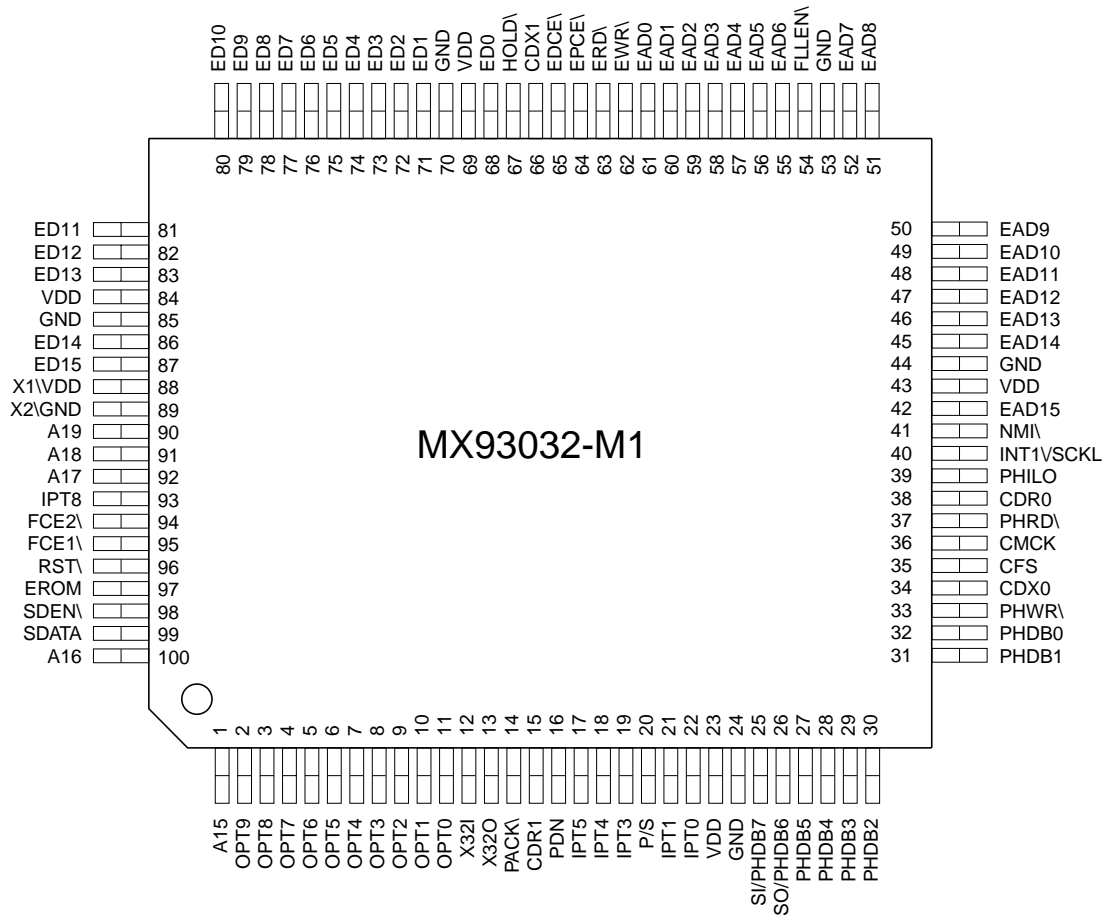 ED10
ED9
ED8
ED7
ED6
ED5
ED4
ED3
ED2
ED1
GND
VDD
ED0
HOLD\
CDX1
EDCE\
EPCE\
ERD\
EWR\
EAD0
EAD1
EAD2
EAD3
EAD4
EAD5
EAD6
FLLEN\
GND
EAD7
EAD8
80
79
78
77
76
75
74
73
72
71
70
69
68
67
66
65
64
63
62
61
60
59
58
57
56
55
54
53
52
51
ED11 81
ED12 82
ED13 83
VDD 84
GND 85
ED14 86
ED15 87
X1\VDD 88
X2\GND 89
A19 90
A18 91
A17 92
IPT8 93
FCE2\ 94
FCE1\ 95
RST\ 96
EROM 97
SDEN\ 98
SDATA 99
A16 100
MX93032-M1
50 EAD9
49 EAD10
48 EAD11
47 EAD12
46 EAD13
45 EAD14
44 GND
43 VDD
42 EAD15
41 NMI\
40 INT1\/SCKL
39 PHILO
38 CDR0
37 PHRD\
36 CMCK
35 CFS
34 CDX0
33 PHWR\
32 PHDB0
31 PHDB1
1
2
3
4
5
6
7
8
9
10
11
12
13
14
15
16
17
18
19
20
21
22
23
24
25
26
27
28
29
30
A15
OPT9
OPT8
OPT7
OPT6
OPT5
OPT4
OPT3
OPT2
OPT1
OPT0
X32I
X32O
PACK\
CDR1
PDN
IPT5
IPT4
IPT3
P/S
IPT1
IPT0
VDD
GND
SI/PHDB7
SO/PHDB6
PHDB5
PHDB4
PHDB3
PHDB2